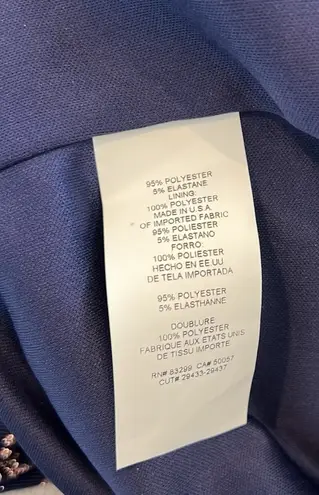 95% POLYESTER
5% ELASTANE
LINING:
100% POLYESTER
MADE IN U.S.A
OF IMPORTED FABRIC
95% POLIESTER
5% ELASTANO
FORRO:
100% POLIESTER
HECHO EN EE.UU.
DE TELA IMPORTADA
95% POLYESTER
5% ELASTHANNE
DOUBLURE:
100% POLYESTER
FABRIQUE AUX ETATS UNIS
DE TISSU IMPORTE
RN# 83299 CA# 50057
CUT# 29433-29437